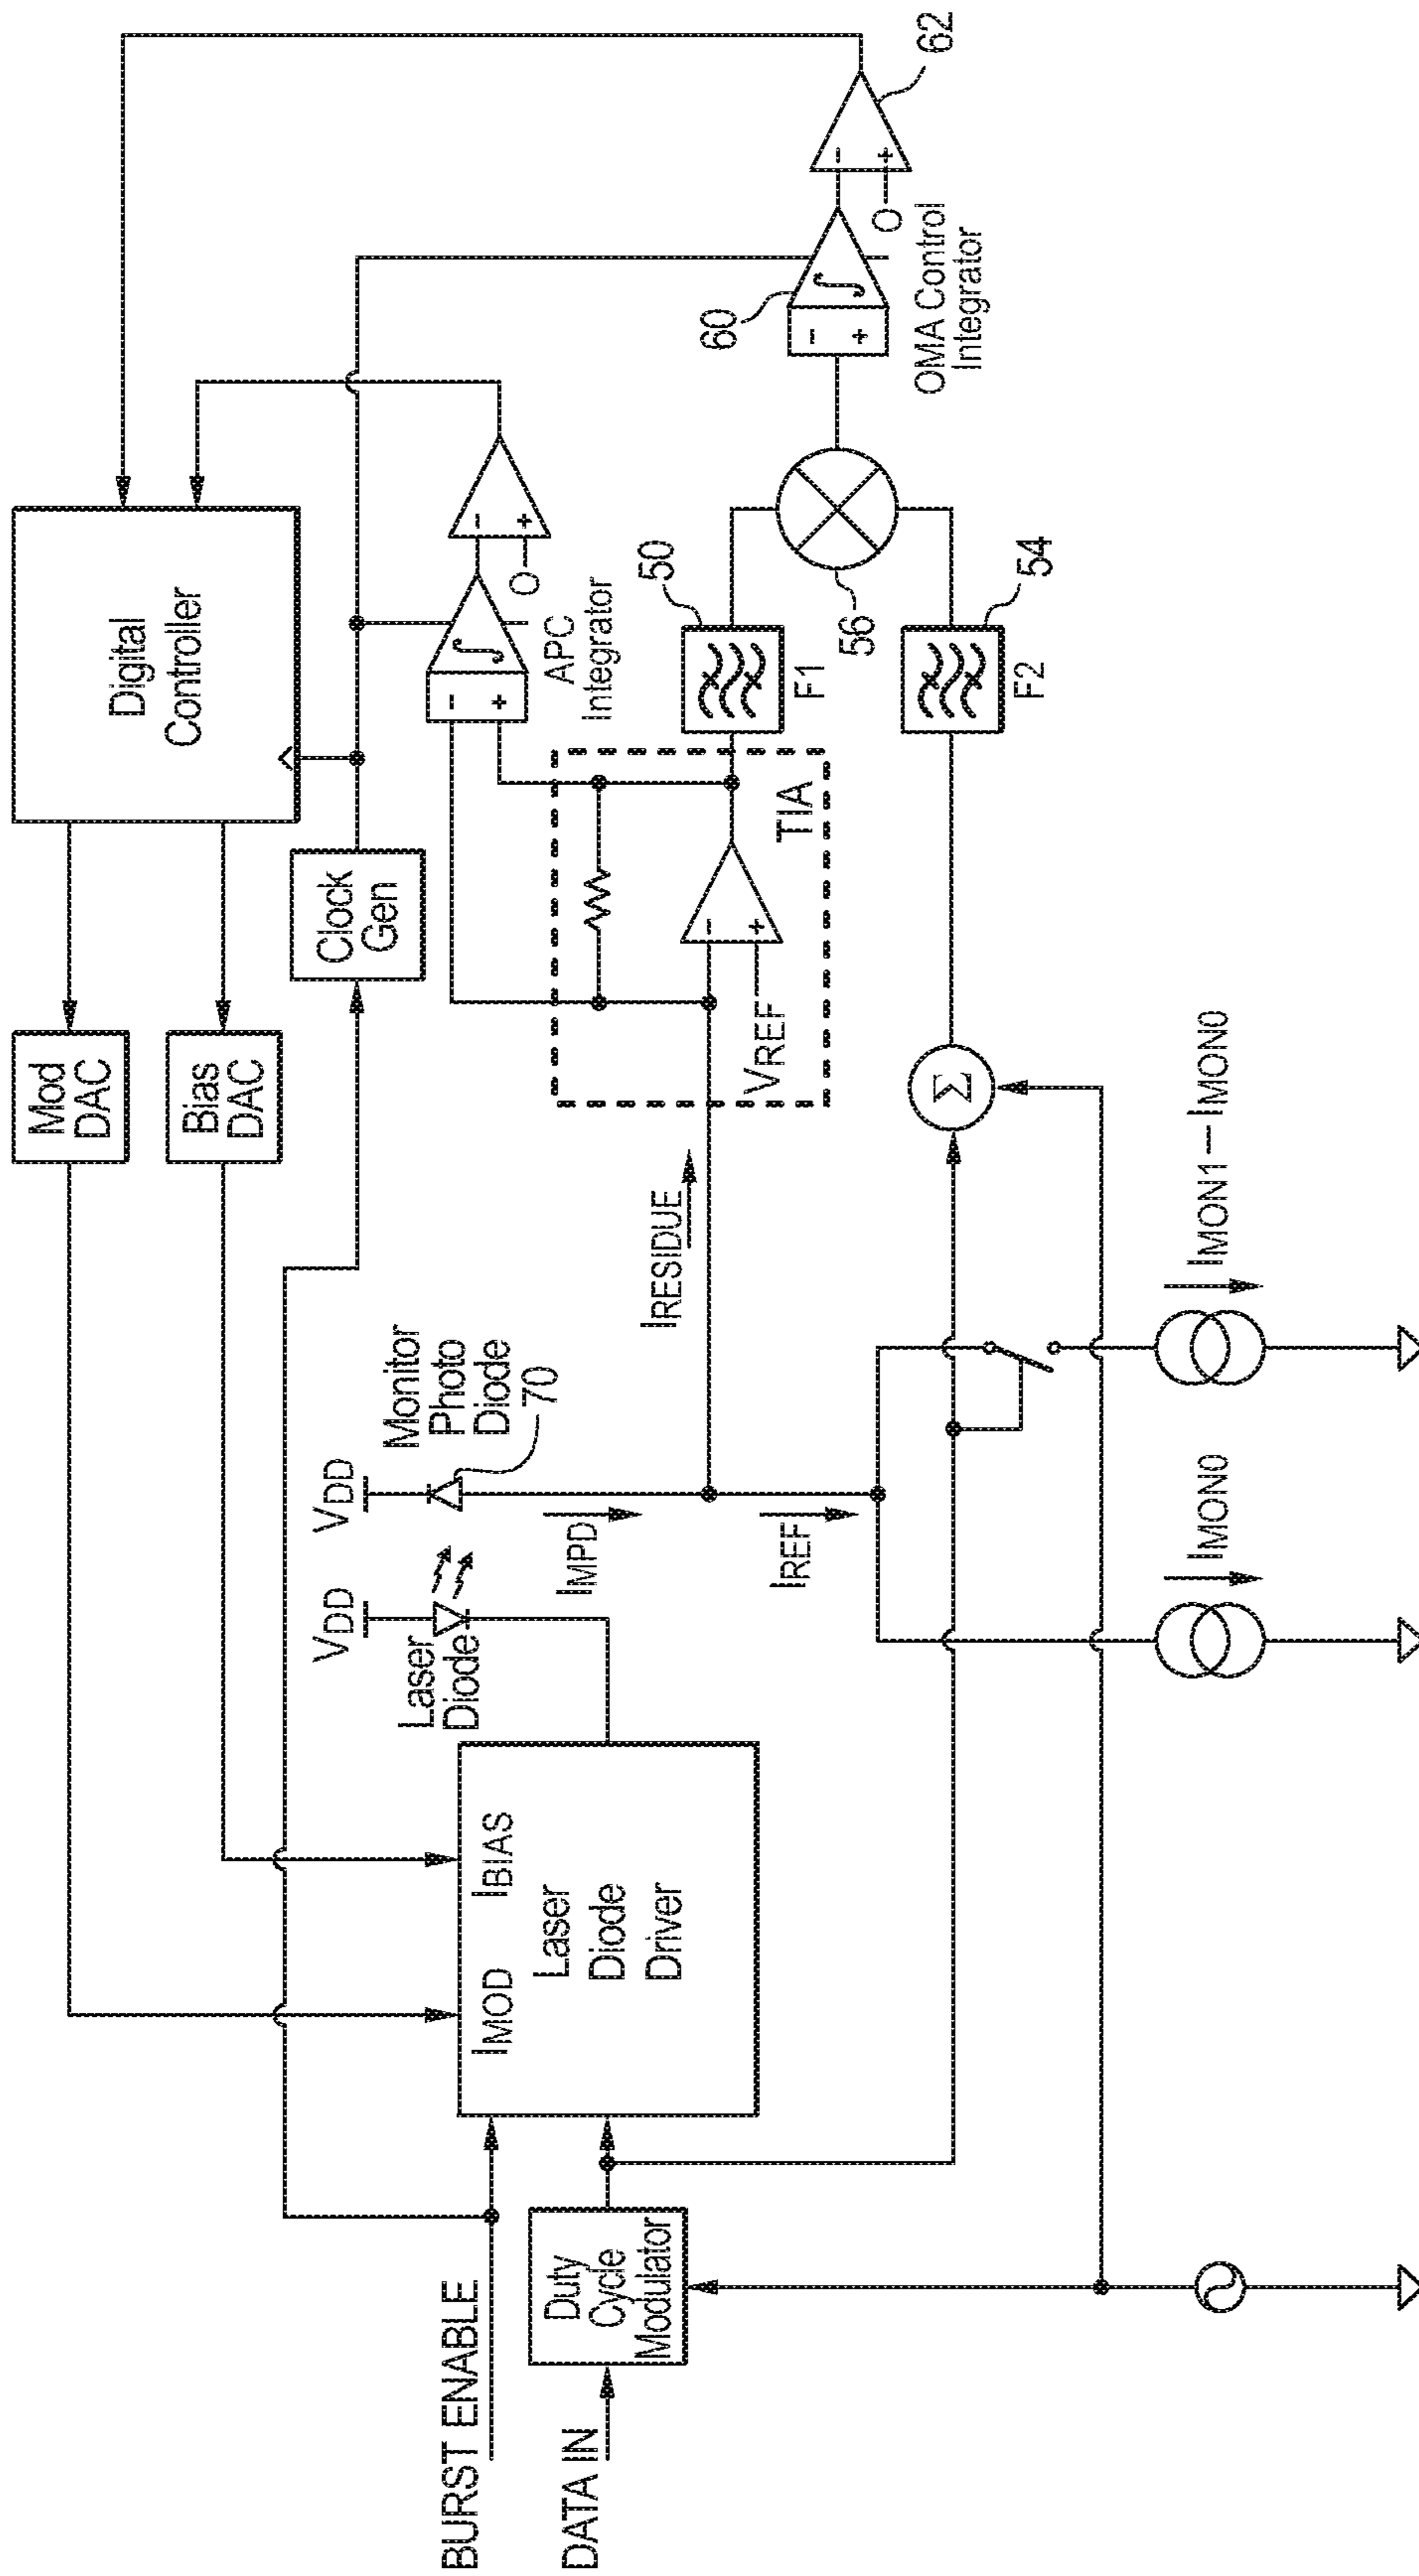 Mod
DAC
Bias
DAC
Digital
Controller
Clock
Gen
BURST ENABLE
DATA IN
Duty
Cycle
Modulator
IMOD
IBIAS
Laser
Diode
Driver
VDD
Laser
Diode
VDD
Monitor
Photo
Diode
70
IMPD
IREF
IRESIDUE
VREF
-
+
TIA
-
+
∫
APC
Integrator
-
+
0
50
F1
54
F2
56
Σ
60
-
+
∫
OMA Control
Integrator
-
+
0
62
IMON0
IMON1 – IMON0